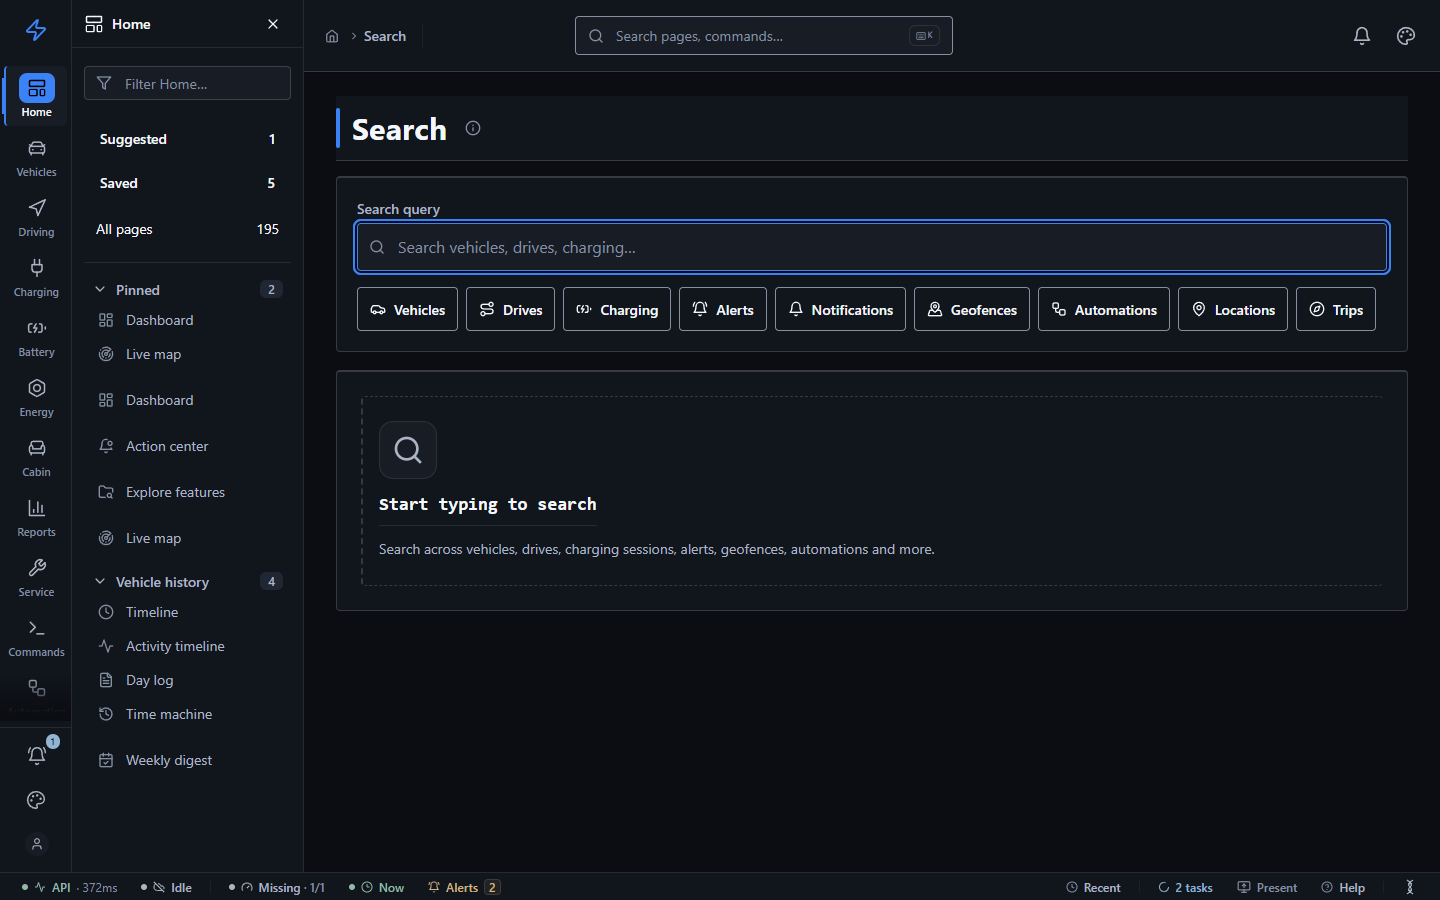 Home
Search
Search pages, commands...
K
Home
Vehicles
Driving
Charging
Battery
Energy
Cabin
Reports
Service
Commands
1
Filter Home...
Suggested 1
Saved 5
All pages 195
Pinned 2
Dashboard
Live map
Dashboard
Action center
Explore features
Live map
Vehicle history 4
Timeline
Activity timeline
Day log
Time machine
Weekly digest
Search
Search query
Search vehicles, drives, charging...
Vehicles Drives Charging Alerts Notifications Geofences Automations Locations Trips
Start typing to search
Search across vehicles, drives, charging sessions, alerts, geofences, automations and more.
API · 372ms Idle Missing · 1/1 Now Alerts 2 Recent 2 tasks Present Help